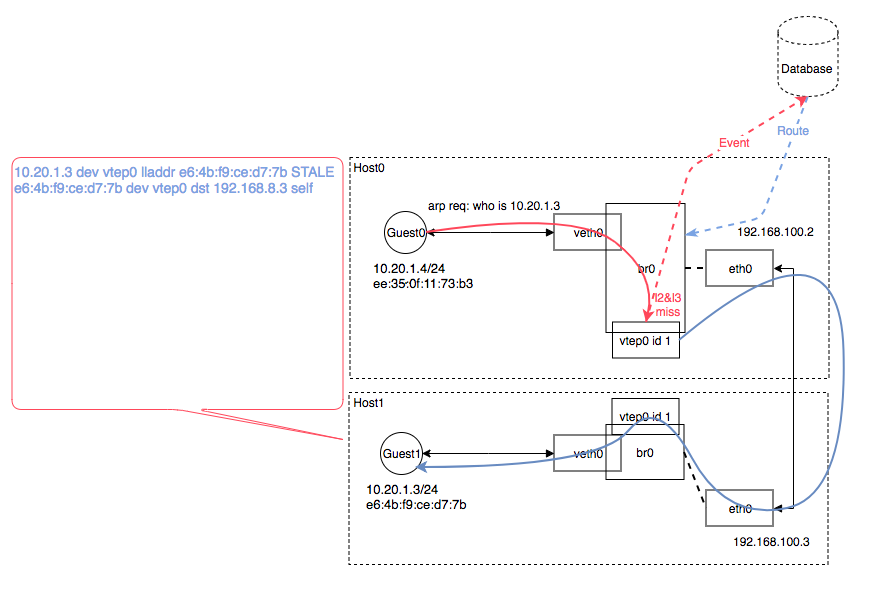 Database
Event
Route
10.20.1.3 dev vtep0 lladdr e6:4b:f9:ce:d7:7b STALE
e6:4b:f9:ce:d7:7b dev vtep0 dst 192.168.8.3 self
Host0
arp req: who is 10.20.1.3
Guest0
veth0
192.168.100.2
10.20.1.4/24
ee:35:0f:11:73:b3
br0
eth0
l2&l3
miss
vtep0 id 1
Host1
vtep0 id 1
Guest1
veth0
br0
10.20.1.3/24
e6:4b:f9:ce:d7:7b
eth0
192.168.100.3